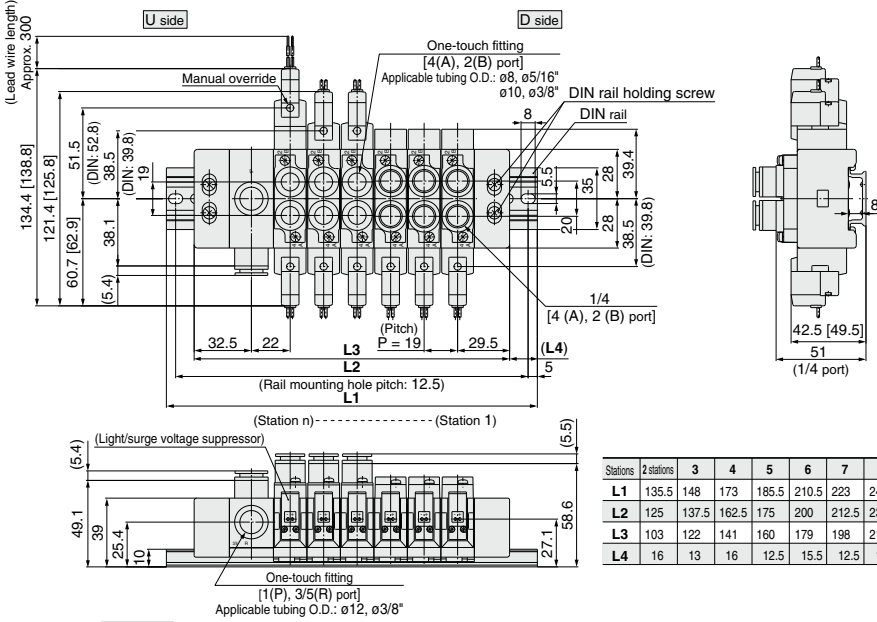 U side
D side
(Lead wire length)
Approx. 300
One-touch fitting
[4(A), 2(B) port]
Applicable tubing O.D.: ø8, ø5/16"
ø10, ø3/8"
Manual override
DIN rail holding screw
DIN rail
8
134.4 [138.8]
121.4 [125.8]
51.5
(DIN: 52.8)
38.5
(DIN: 39.8)
19
60.7 [62.9]
38.1
(5.4)
5.5
20
35
28
28
39.4
38.5
(DIN: 39.8)
8
1/4
[4 (A), 2 (B) port]
(Pitch)
P = 19
32.5
22
29.5
L3
(L4)
L2
5
(Rail mounting hole pitch: 12.5)
L1
42.5 [49.5]
51
(1/4 port)
(Station n)
(Station 1)
(Light/surge voltage suppressor)
(5.4)
(5.5)
49.1
39
25.4
10
58.6
27.1
One-touch fitting
[1(P), 3/5(R) port]
Applicable tubing O.D.: ø12, ø3/8"
Stations 2 stations 3 4 5 6 7
L1 135.5 148 173 185.5 210.5 223
L2 125 137.5 162.5 175 200 212.5
L3 103 122 141 160 179 198
L4 16 13 16 12.5 15.5 12.5